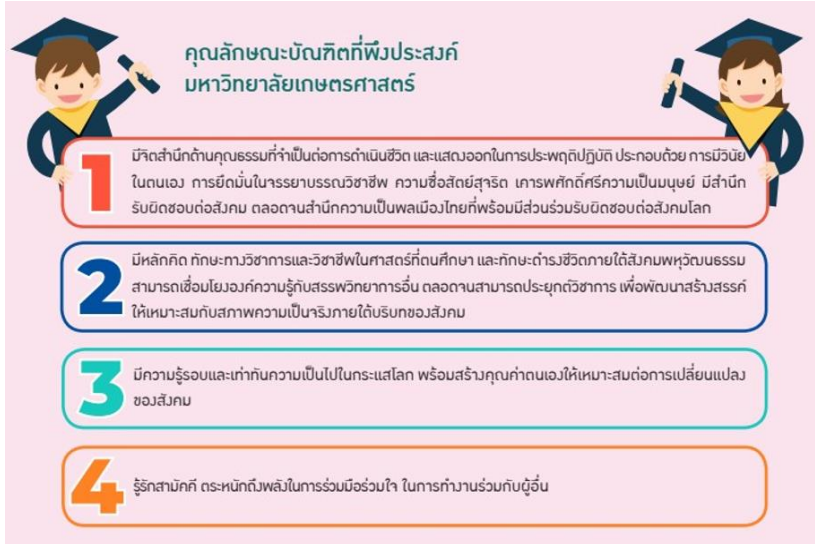 คุณลักษณะบัณฑิตที่พึงประสงค์
มหาวิทยาลัยเกษตรศาสตร์
1
มีจิตสำนึกด้านคุณธรรมที่จำเป็นต่อการดำเนินชีวิต และแสดงออกในการประพฤติปฏิบัติ ประกอบด้วย การมีวินัย
ในตนเอง การยึดมั่นในจรรยาบรรณวิชาชีพ ความซื่อสัตย์สุจริต เคารพศักดิ์ศรีความเป็นมนุษย์ มีสำนึก
รับผิดชอบต่อสังคม ตลอดจนสำนึกความเป็นพลเมืองไทยที่พร้อมมีส่วนร่วมรับผิดชอบต่อสังคมโลก
2
มีหลักคิด ทักษะทางวิชาการและวิชาชีพในศาสตร์ที่ตนศึกษา และทักษะดำรงชีวิตภายใต้สังคมพหุวัฒนธรรม
สามารถเชื่อมโยงองค์ความรู้กับสรรพวิทยาการอื่น ตลอดจนสามารถประยุกต์วิชาการ เพื่อพัฒนาสร้างสรรค์
ให้เหมาะสมกับสภาพความเป็นจริงภายใต้บริบทของสังคม
3
มีความรู้รอบและเท่าทันความเป็นไปในกระแสโลก พร้อมสร้างคุณค่าตนเองให้เหมาะสมต่อการเปลี่ยนแปลง
ของสังคม
4
รู้รักสามัคคี ตระหนักถึงพลังในการร่วมมือร่วมใจ ในการทำงานร่วมกับผู้อื่น